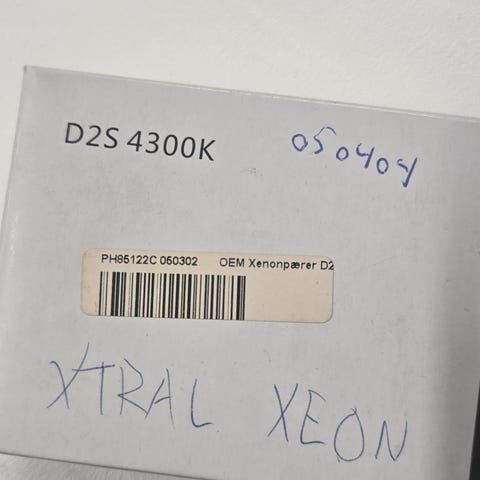 D2S 4300K
050404
PH85122C 050302 OEM Xenonpærer D2
XTRAL XEON